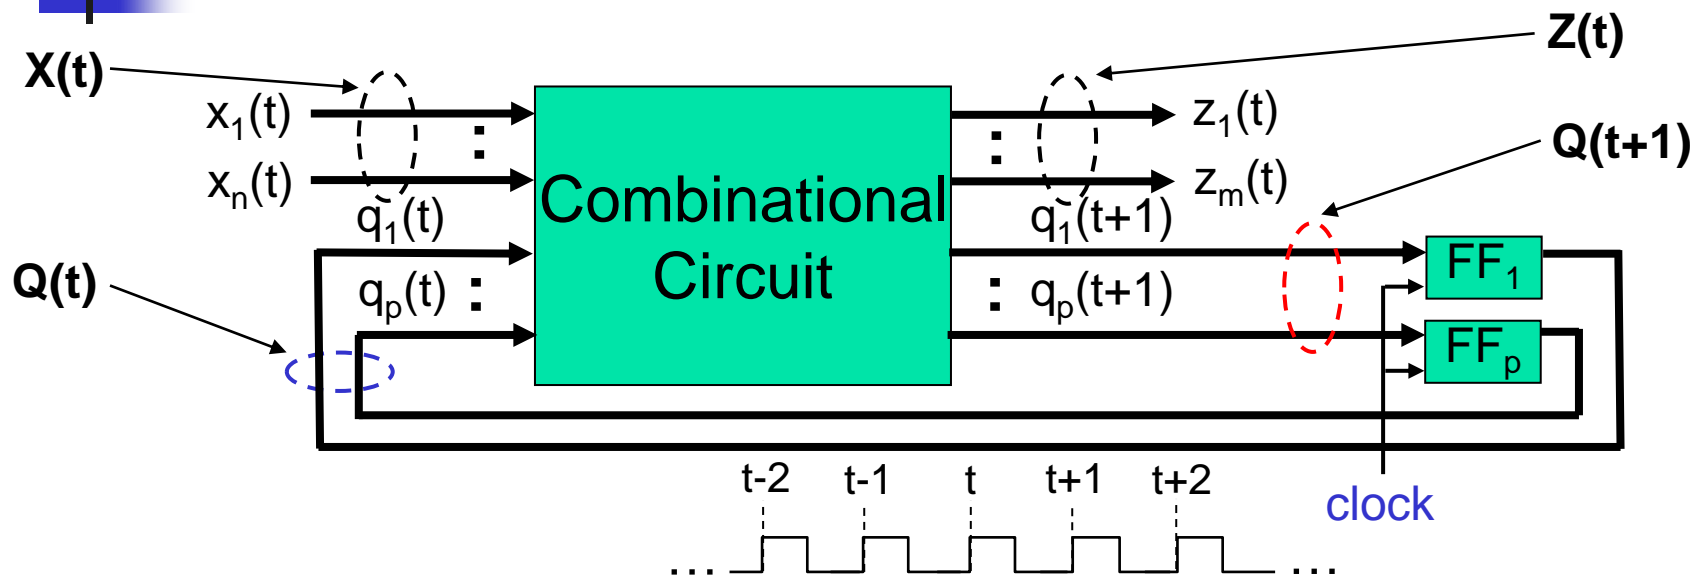 Z(t)
X(t)
x₁(t)
z₁(t)
:
:
Q(t+1)
xₙ(t)
zₘ(t)
Combinational
Circuit
q₁(t)
q₁(t+1)
FF₁
Q(t)
qₚ(t)
:
:
qₚ(t+1)
FFₚ
t-2 t-1 t t+1 t+2
clock
... ...